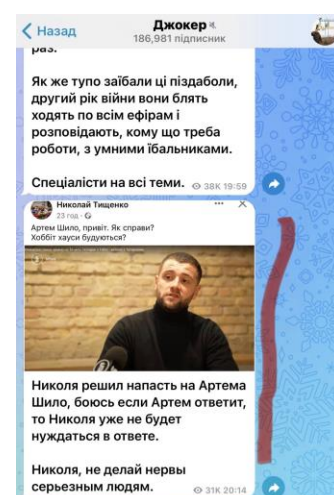 Назад
Джокер
186,981 підписник
раз.
Як же тупо заїбали ці піздаболи,
другий рік війни вони блять
ходять по всім ефірам і
розповідають, кому що треба
роботи, з умними їбальниками.
Спеціалісти на всі теми.
38K 19:59
Николай Тищенко
23 год.
Артем Шило, привіт. Як справи?
Хоббіт хауси будуються?
Николя решил напасть на Артема
Шило, боюсь если Артем ответит,
то Николя уже не будет
нуждаться в ответе.
Николя, не делай нервы
серьезным людям.
31K 20:14